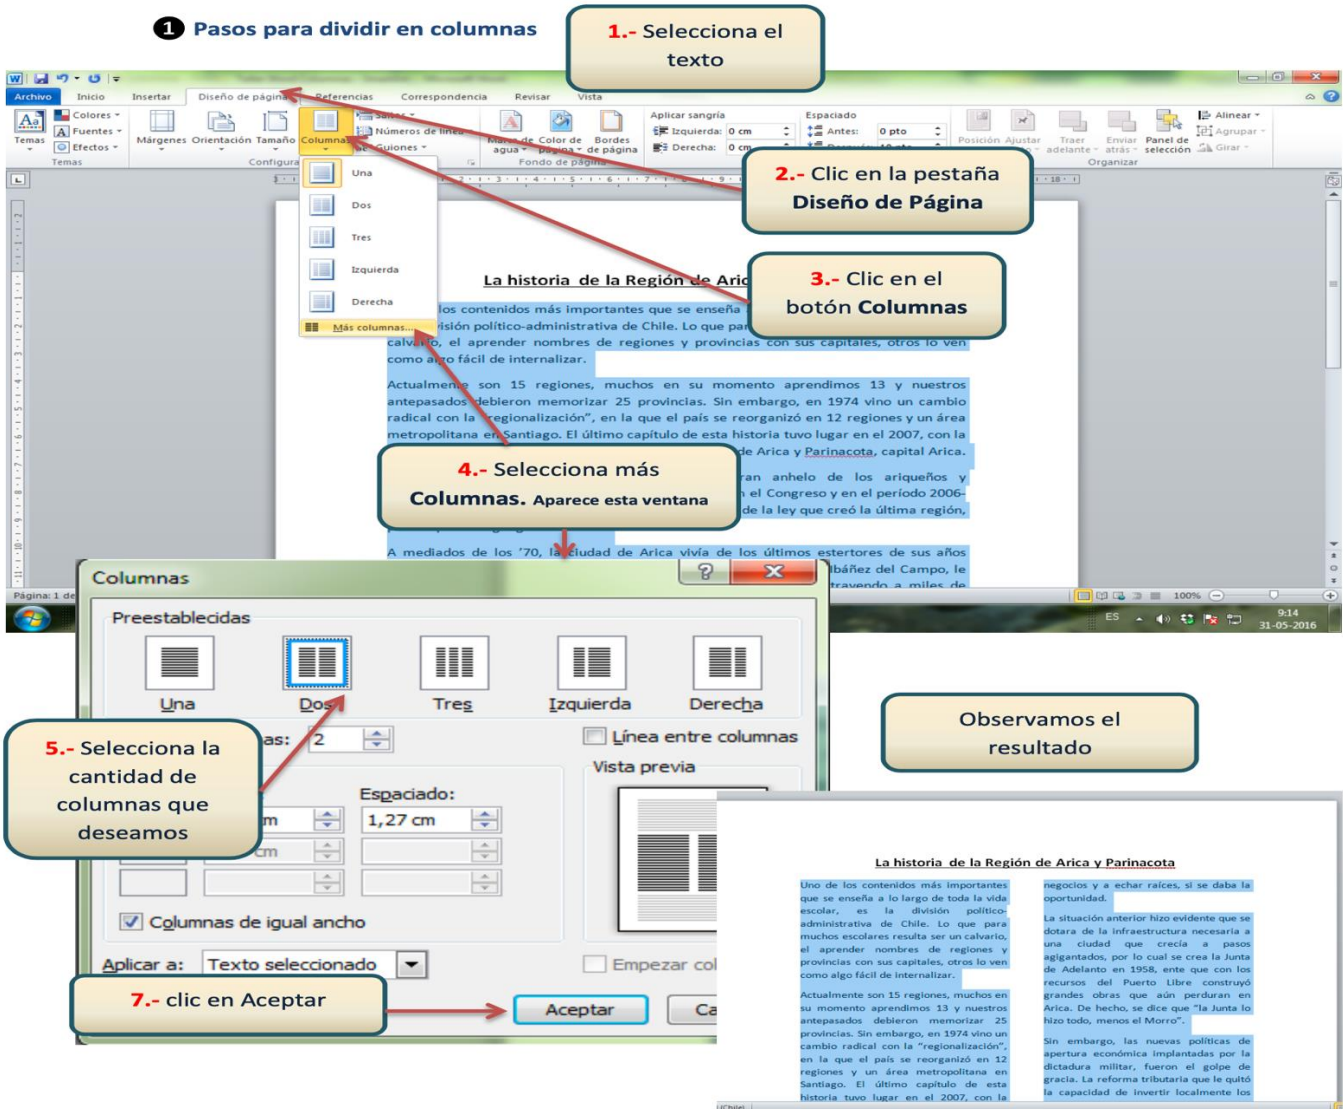 ❶ Pasos para dividir en columnas
1.- Selecciona el
texto
Archivo Inicio Insertar Diseño de página Referencias Correspondencia Revisar Vista
Temas
Colores
Fuentes
Efectos
Temas
Márgenes Orientación Tamaño Columnas
Números de línea
Guiones
Configura
Color de
página
Bordes
de página
agua
Fondo de página
Aplicar sangría
Izquierda: 0 cm
Derecha: 0 cm
Espaciado
Antes: 0 pto
Posición Ajustar
Traer
adelante
Enviar
atrás
Panel de
selección
Alinear
Agrupar
Girar
Organizar
Una
Dos
Tres
Izquierda
Derecha
Más columnas...
2.- Clic en la pestaña
Diseño de Página
3.- Clic en el
botón Columnas
La historia de la Región de Aric
los contenidos más importantes que se enseña
visión político-administrativa de Chile. Lo que par
calvario, el aprender nombres de regiones y provincias con sus capitales, otros lo ven
como algo fácil de internalizar.
Actualmente son 15 regiones, muchos en su momento aprendimos 13 y nuestros
antepasados debieron memorizar 25 provincias. Sin embargo, en 1974 vino un cambio
radical con la "regionalización", en la que el país se reorganizó en 12 regiones y un área
metropolitana en Santiago. El último capítulo de esta historia tuvo lugar en el 2007, con la
de Arica y Parinacota, capital Arica.
ran anhelo de los ariqueños y
el Congreso y en el período 2006-
de la ley que creó la última región,
A mediados de los '70, la ciudad de Arica vivía de los últimos estertores de sus años
Ibáñez del Campo, le
trayendo a miles de
4.- Selecciona más
Columnas. Aparece esta ventana
Página: 1 de
100%
ES
9:14
31-05-2016
Columnas
Preestablecidas
Una Dos Tres Izquierda Derecha
as: 2
Línea entre columnas
Vista previa
Espaciado:
cm 1,27 cm
cm
Columnas de igual ancho
Aplicar a: Texto seleccionado
Empezar col
Aceptar Ca
5.- Selecciona la
cantidad de
columnas que
deseamos
7.- clic en Aceptar
Observamos el
resultado
La historia de la Región de Arica y Parinacota
Uno de los contenidos más importantes
que se enseña a lo largo de toda la vida
escolar, es la división político-
administrativa de Chile. Lo que para
muchos escolares resulta ser un calvario,
el aprender nombres de regiones y
provincias con sus capitales, otros lo ven
como algo fácil de internalizar.
Actualmente son 15 regiones, muchos en
su momento aprendimos 13 y nuestros
antepasados debieron memorizar 25
provincias. Sin embargo, en 1974 vino un
cambio radical con la "regionalización",
en la que el país se reorganizó en 12
regiones y un área metropolitana en
Santiago. El último capítulo de esta
historia tuvo lugar en el 2007, con la
negocios y a echar raíces, si se daba la
oportunidad.
La situación anterior hizo evidente que se
dotara de la infraestructura necesaria a
una ciudad que crecía a pasos
agigantados, por lo cual se crea la Junta
de Adelanto en 1958, ente que con los
recursos del Puerto Libre construyó
grandes obras que aún perduran en
Arica. De hecho, se dice que "la Junta lo
hizo todo, menos el Morro".
Sin embargo, las nuevas políticas de
apertura económica implantadas por la
dictadura militar, fueron el golpe de
gracia. La reforma tributaria que le quitó
la capacidad de invertir localmente los
(Chile)